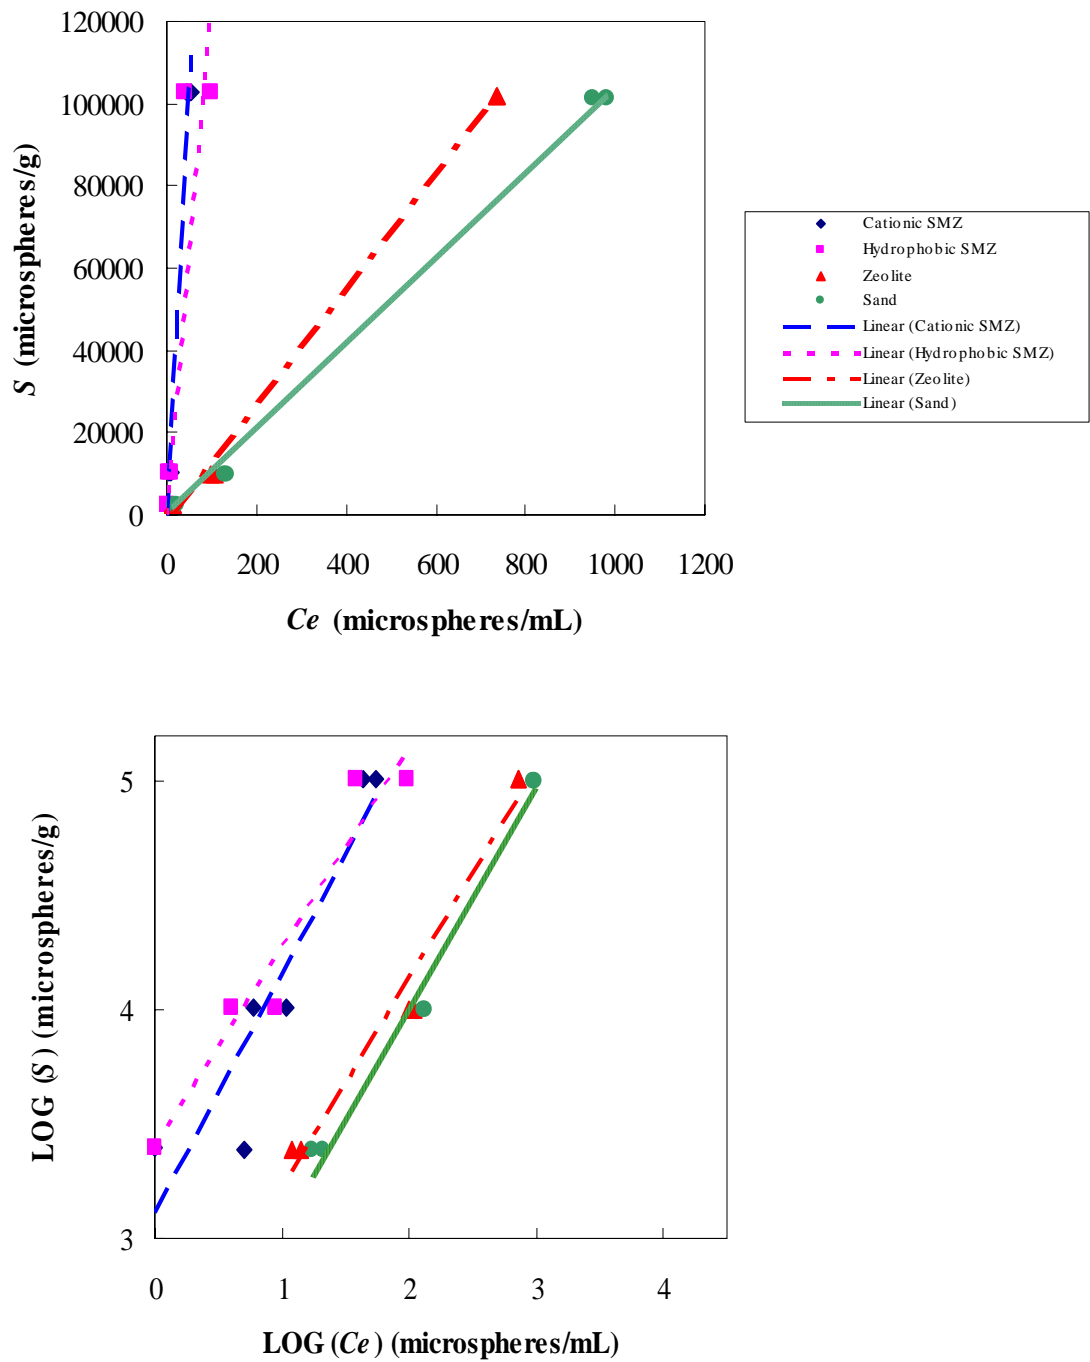 120000
100000
80000
60000
40000
20000
0
S (microspheres/g)
0 200 400 600 800 1000 1200
Ce (microspheres/mL)
Cationic SMZ
Hydrophobic SMZ
Zeolite
Sand
Linear (Cationic SMZ)
Linear (Hydrophobic SMZ)
Linear (Zeolite)
Linear (Sand)
5
4
3
LOG (S) (microspheres/g)
0 1 2 3 4
LOG (Ce) (microspheres/mL)